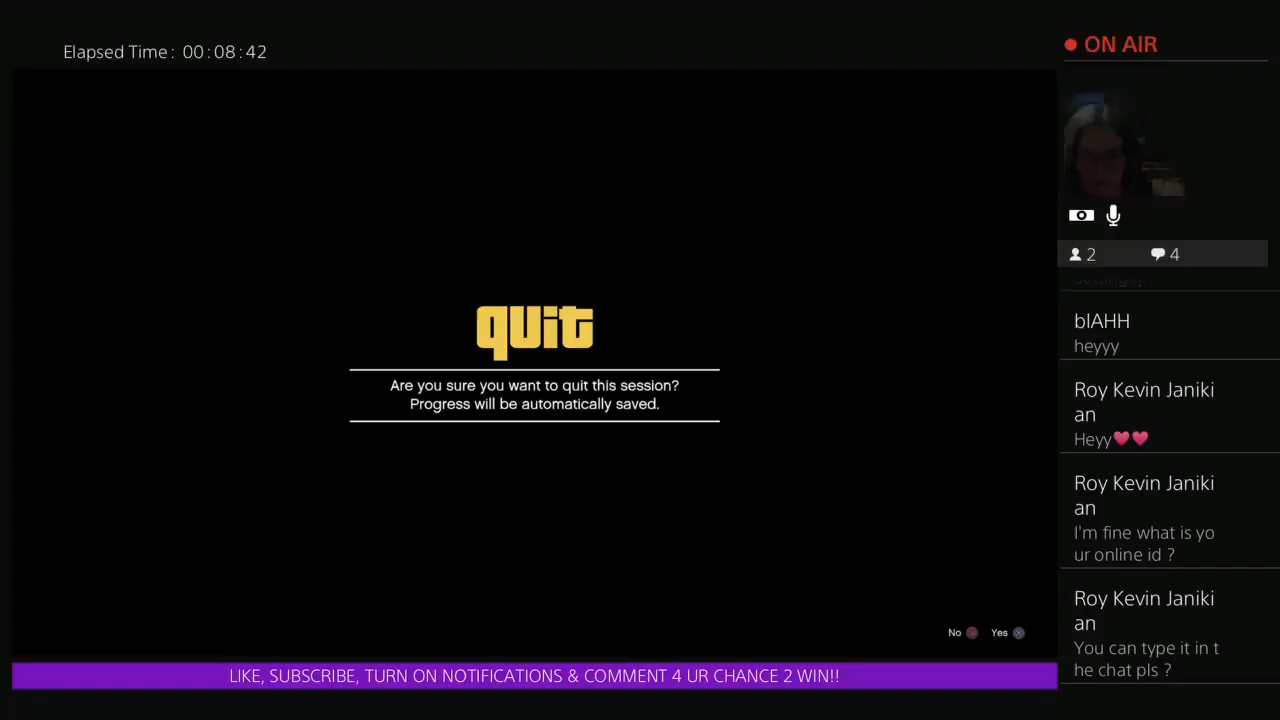 Elapsed Time: 00:08:42
ON AIR
2
4
blAHH
heyyy
Roy Kevin Janiki
an
Heyy❤❤
Roy Kevin Janiki
an
I'm fine what is yo
ur online id ?
Roy Kevin Janiki
an
You can type it in t
he chat pls ?
quit
Are you sure you want to quit this session?
Progress will be automatically saved.
No
Yes
LIKE, SUBSCRIBE, TURN ON NOTIFICATIONS & COMMENT 4 UR CHANCE 2 WIN!!